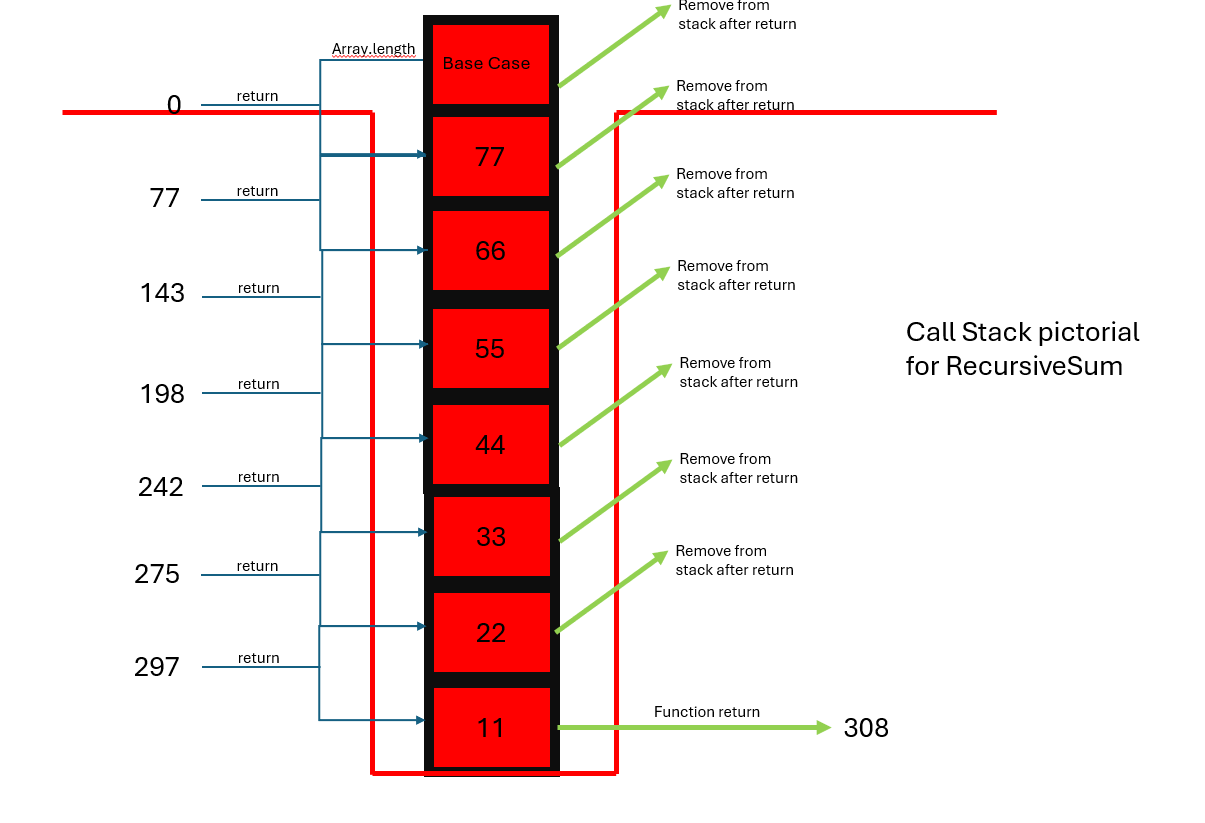 Remove from
stack after return
Array.length
Base Case
return
0
Remove from
stack after return
77
return
77
Remove from
stack after return
66
return
143
Remove from
stack after return
55
Call Stack pictorial
for RecursiveSum
return
198
Remove from
stack after return
44
return
242
Remove from
stack after return
33
return
275
Remove from
stack after return
22
return
297
11
Function return
308